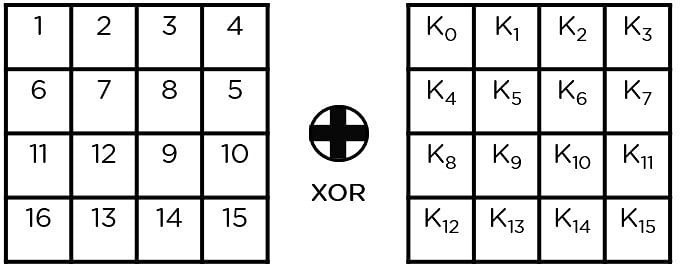 1 2 3 4 K₀ K₁ K₂ K₃
6 7 8 5 K₄ K₅ K₆ K₇
11 12 9 10 K₈ K₉ K₁₀ K₁₁
XOR
16 13 14 15 K₁₂ K₁₃ K₁₄ K₁₅